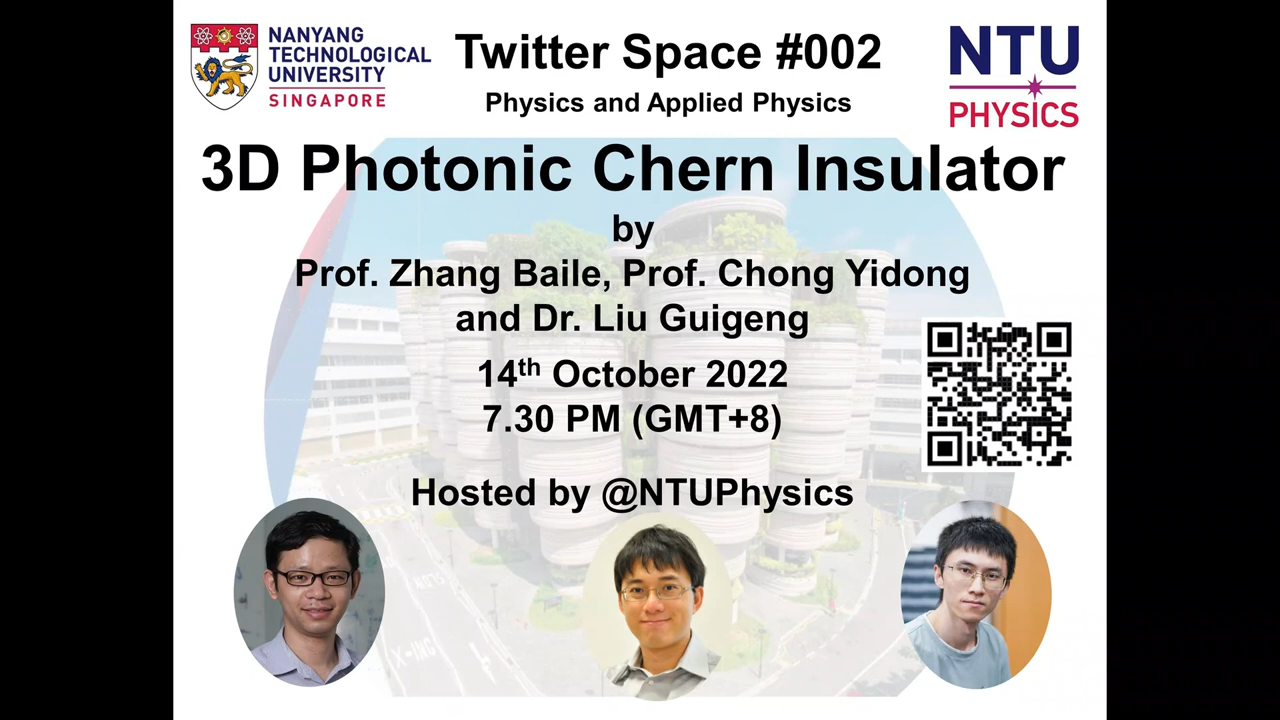 NANYANG
TECHNOLOGICAL
UNIVERSITY
SINGAPORE
Twitter Space #002
Physics and Applied Physics
NTU
PHYSICS
3D Photonic Chern Insulator
by
Prof. Zhang Baile, Prof. Chong Yidong
and Dr. Liu Guigeng
14th October 2022
7.30 PM (GMT+8)
Hosted by @NTUPhysics
X-ING